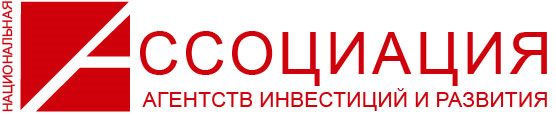 НАЦИОНАЛЬНАЯ
АССОЦИАЦИЯ
АГЕНТСТВ ИНВЕСТИЦИЙ И РАЗВИТИЯ